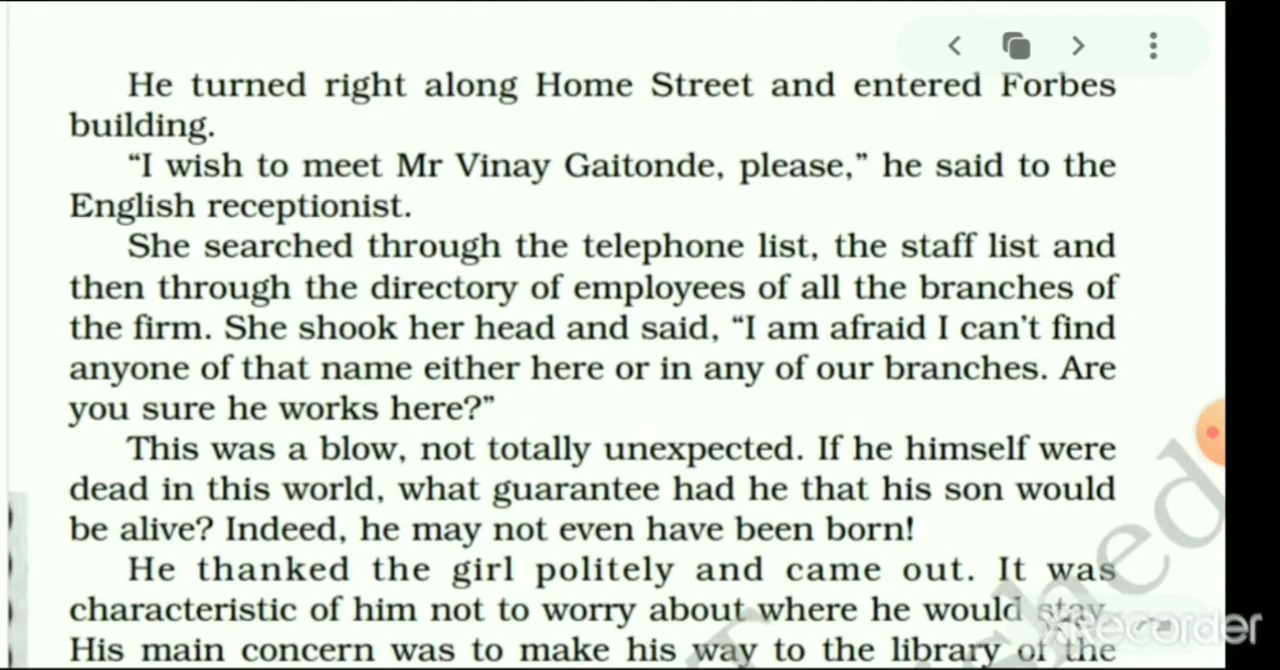 He turned right along Home Street and entered Forbes
building.
“I wish to meet Mr Vinay Gaitonde, please,” he said to the
English receptionist.
She searched through the telephone list, the staff list and
then through the directory of employees of all the branches of
the firm. She shook her head and said, “I am afraid I can’t find
anyone of that name either here or in any of our branches. Are
you sure he works here?”
This was a blow, not totally unexpected. If he himself were
dead in this world, what guarantee had he that his son would
be alive? Indeed, he may not even have been born!
He thanked the girl politely and came out. It was
characteristic of him not to worry about where he would stay.
His main concern was to make his way to the library of the
XRecorder